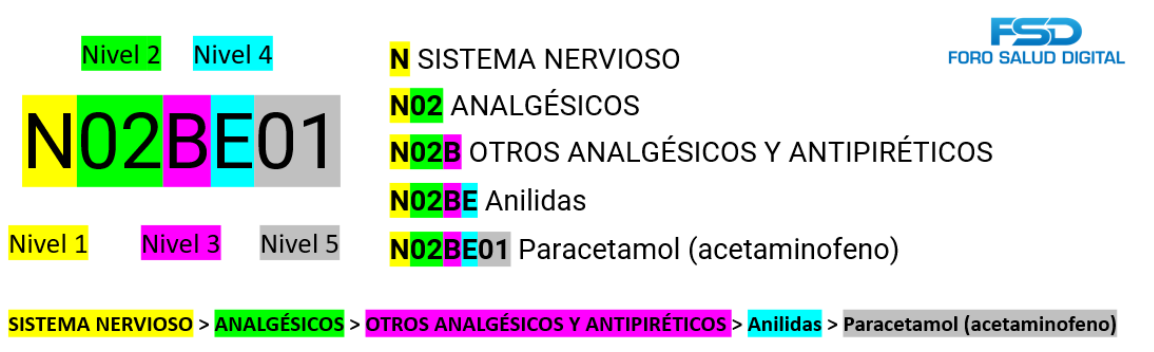 Nivel 2 Nivel 4
N02BE01
Nivel 1 Nivel 3 Nivel 5
N SISTEMA NERVIOSO
N02 ANALGÉSICOS
N02B OTROS ANALGÉSICOS Y ANTIPIRÉTICOS
N02BE Anilidas
N02BE01 Paracetamol (acetaminofeno)
FSD
FORO SALUD DIGITAL
SISTEMA NERVIOSO > ANALGÉSICOS > OTROS ANALGÉSICOS Y ANTIPIRÉTICOS > Anilidas > Paracetamol (acetaminofeno)